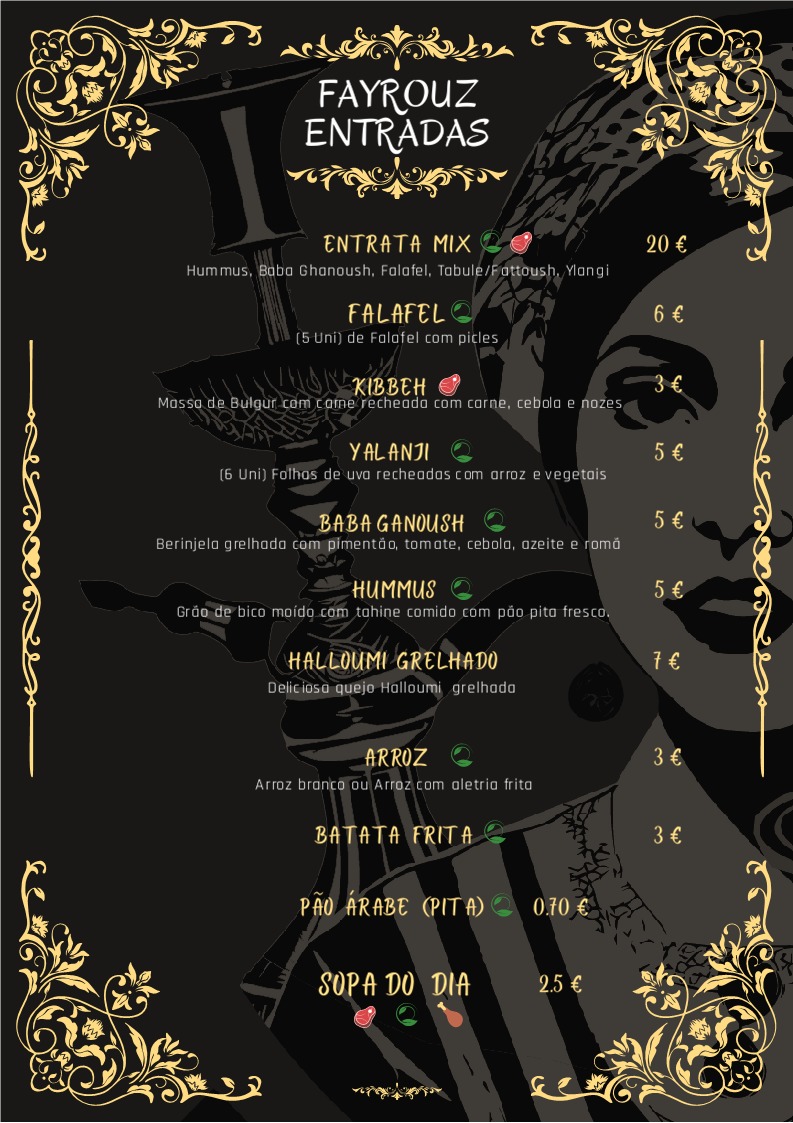 FAYROUZ
ENTRADAS
ENTRATA MIX 20 €
Hummus, Baba Ghanoush, Falafel, Tabule/Fattoush, Ylangi
FALAFEL 6 €
(5 Uni) de Falafel com picles
KIBBEH 3 €
Massa de Bulgur com carne recheada com carne, cebola e nozes
YALANJI 5 €
(6 Uni) Folhas de uva recheadas com arroz e vegetais
BABA GANOUSH 5 €
Berinjela grelhada com pimentão, tomate, cebola, azeite e romã
HUMMUS 5 €
Grão de bico moído com tahine comido com pão pita fresco.
HALLOUMI GRELHADO 7 €
Deliciosa quejo Halloumi grelhada
ARROZ 3 €
Arroz branco ou Arroz com aletria frita
BATATA FRITA 3 €
PÃO ÁRABE (PITA) 0.70 €
SOPA DO DIA 2.5 €